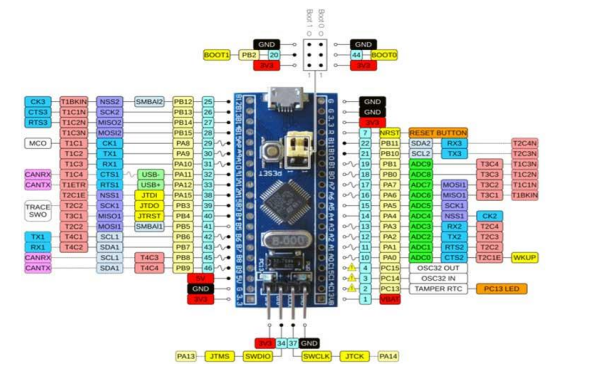 Boot 1 O
Boot 0 O
GND GND
BOOT1 PB2 20 44 BOOT0
3V3 3V3
CK3 T1BKIN NSS2 SMBAI2 PB12 25 GND
CTS3 T1C1N SCK2 PB13 26 GND
RTS3 T1C2N MISO2 PB14 27 3V3
T1C3N MOSI2 PB15 28 7 NRST RESET BUTTON
MCO T1C1 CK1 PA8 29 22 PB11 SDA2 RX3 T2C4N
T1C2 TX1 PA9 30 21 PB10 SCL2 TX3 T2C3N
T1C3 RX1 PA10 31 19 PB1 ADC9 T3C4 T1C3N
CANRX T1C4 CTS1 USB- PA11 32 18 PB0 ADC8 T3C3 T1C2N
CANTX T1ETR RTS1 USB+ PA12 33 17 PA7 ADC7 MOSI1 T3C2 T1C1N
T2C1E NSS1 JTDI PA15 38 16 PA6 ADC6 MISO1 T3C1 T1BKIN
TRACE SWO T2C2 SCK1 JTDO PB3 39 15 PA5 ADC5 SCK1
T3C1 MISO1 JTRST PB4 40 14 PA4 ADC4 NSS1 CK2
T2C2 MOSI1 SMBAI1 PB5 41 13 PA3 ADC3 RX2 T2C4
TX1 T4C1 SCL1 PB6 42 12 PA2 ADC2 TX2 T2C3
RX1 T4C2 SDA1 PB7 43 11 PA1 ADC1 RTS2 T2C2
CANRX SCL1 T4C3 PB8 45 10 PA0 ADC0 CTS2 T2C1E WKUP
CANTX SDA1 T4C4 PB9 46 4 PC15 OSC32 OUT
5V 3 PC14 OSC32 IN
GND 2 PC13 TAMPER RTC PC13 LED
3V3 1 VBAT
RESET
8.000
3V3 34 37 GND
PA13 JTMS SWDIO SWCLK JTCK PA14